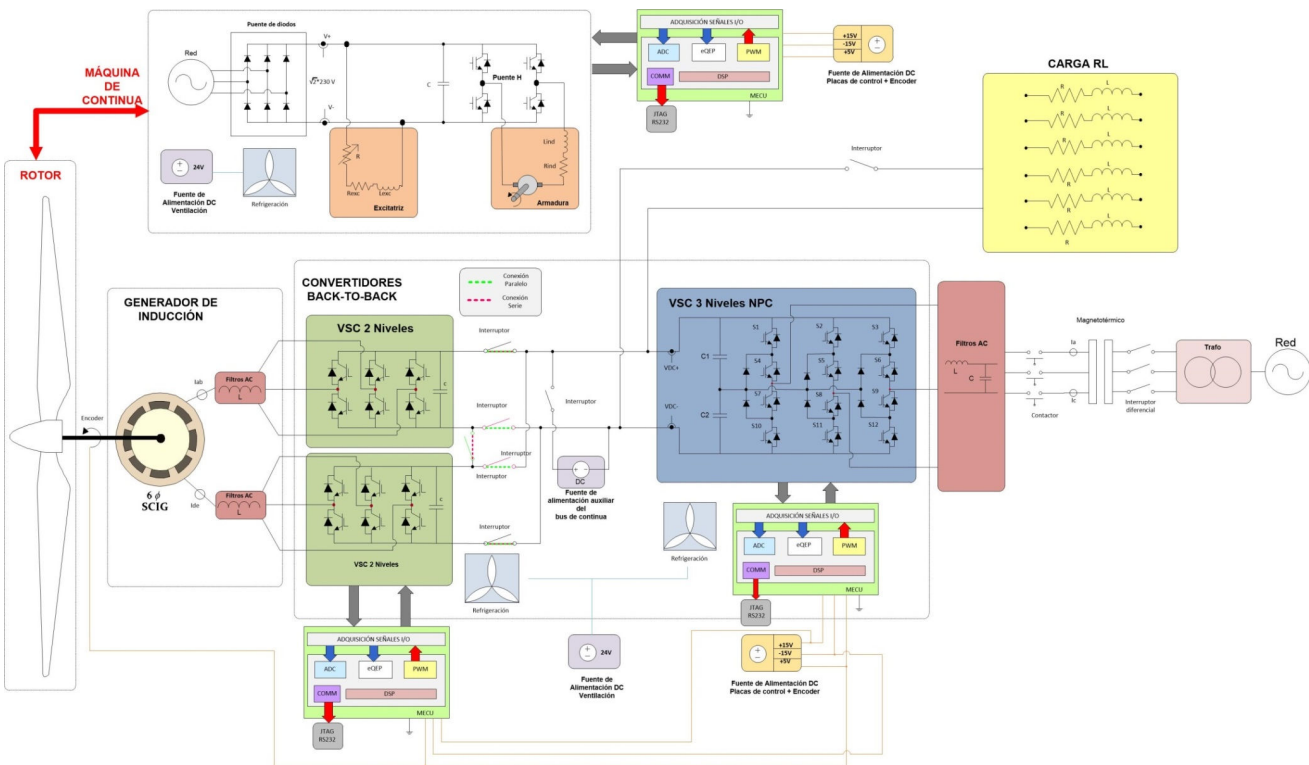 Puente de diodos
Red
V+
√2*230 V
V-
C
Puente H
24V
Fuente de
Alimentación DC
Ventilación
Refrigeración
R
Rexc
Lexc
Excitatriz
Lind
Rind
Armadura
MÁQUINA
DE
CONTINUA
ROTOR
ADQUISICIÓN SEÑALES I/O
ADC
eQEP
PWM
COMM
DSP
MECU
JTAG
RS232
+15V
-15V
+5V
Fuente de Alimentación DC
Placas de control + Encoder
CARGA RL
R
L
R
L
R
L
R
L
R
L
R
L
Interruptor
GENERADOR DE
INDUCCIÓN
Encoder
Iab
Ide
6 ϕ
SCIG
Filtros AC
L
Filtros AC
L
CONVERTIDORES
BACK-TO-BACK
Conexión
Paralelo
Conexión
Serie
VSC 2 Niveles
c
VSC 2 Niveles
c
Interruptor
Interruptor
Interruptor
Interruptor
Interruptor
Interruptor
DC
Fuente de
alimentación auxiliar
del
bus de continua
Refrigeración
Refrigeración
VSC 3 Niveles NPC
VDC+
VDC-
C1
C2
S1
S2
S3
S4
S5
S6
S7
S8
S9
S10
S11
S12
Filtros AC
L
C
Magnetotérmico
Ia
Ic
Contactor
Interruptor
diferencial
Trafo
Red
ADQUISICIÓN SEÑALES I/O
ADC
eQEP
PWM
COMM
DSP
MECU
JTAG
RS232
ADQUISICIÓN SEÑALES I/O
ADC
eQEP
PWM
COMM
DSP
MECU
JTAG
RS232
24V
Fuente de
Alimentación DC
Ventilación
+15V
-15V
+5V
Fuente de Alimentación DC
Placas de control + Encoder